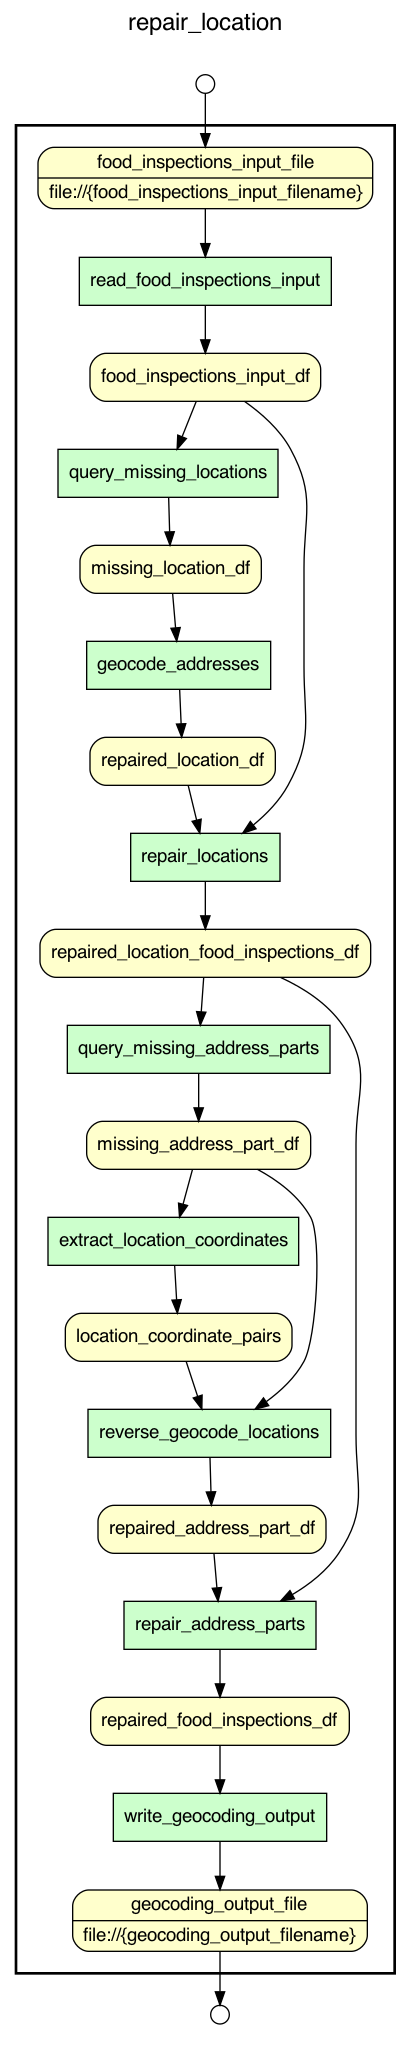 repair_location
food_inspections_input_file
file://{food_inspections_input_filename}
read_food_inspections_input
food_inspections_input_df
query_missing_locations
missing_location_df
geocode_addresses
repaired_location_df
repair_locations
repaired_location_food_inspections_df
query_missing_address_parts
missing_address_part_df
extract_location_coordinates
location_coordinate_pairs
reverse_geocode_locations
repaired_address_part_df
repair_address_parts
repaired_food_inspections_df
write_geocoding_output
geocoding_output_file
file://{geocoding_output_filename}